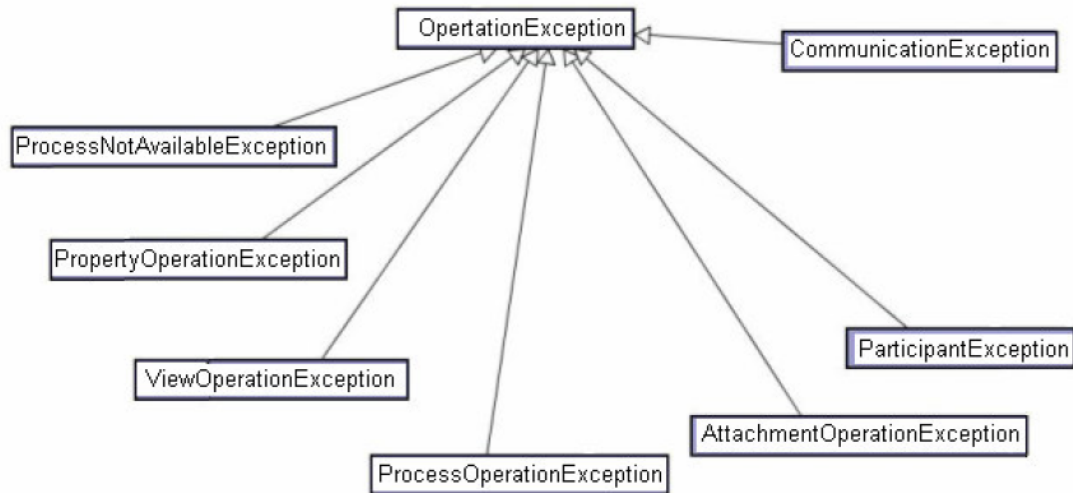 OpertationException
CommunicationException
ProcessNotAvailableException
PropertyOperationException
ParticipantException
ViewOperationException
AttachmentOperationException
ProcessOperationException